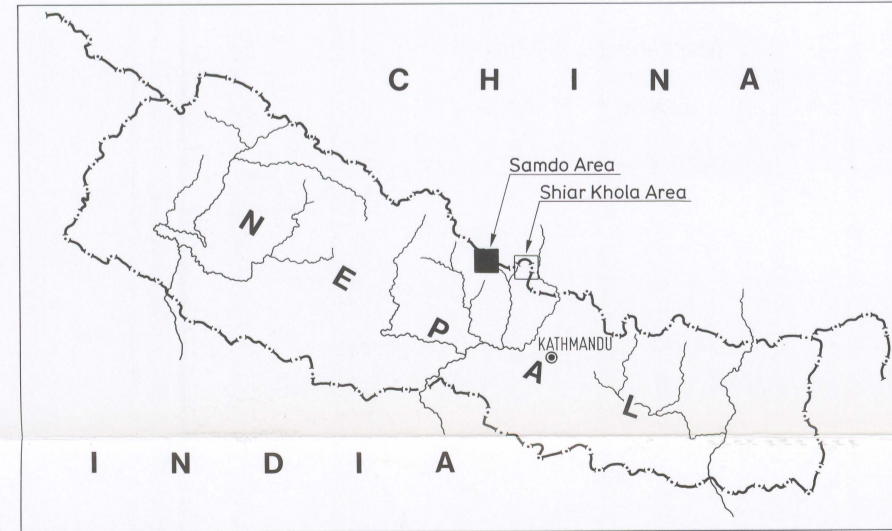 C H I N A
Samdo Area
Shiar Khola Area
N E P A L
KATHMANDU
I N D I A